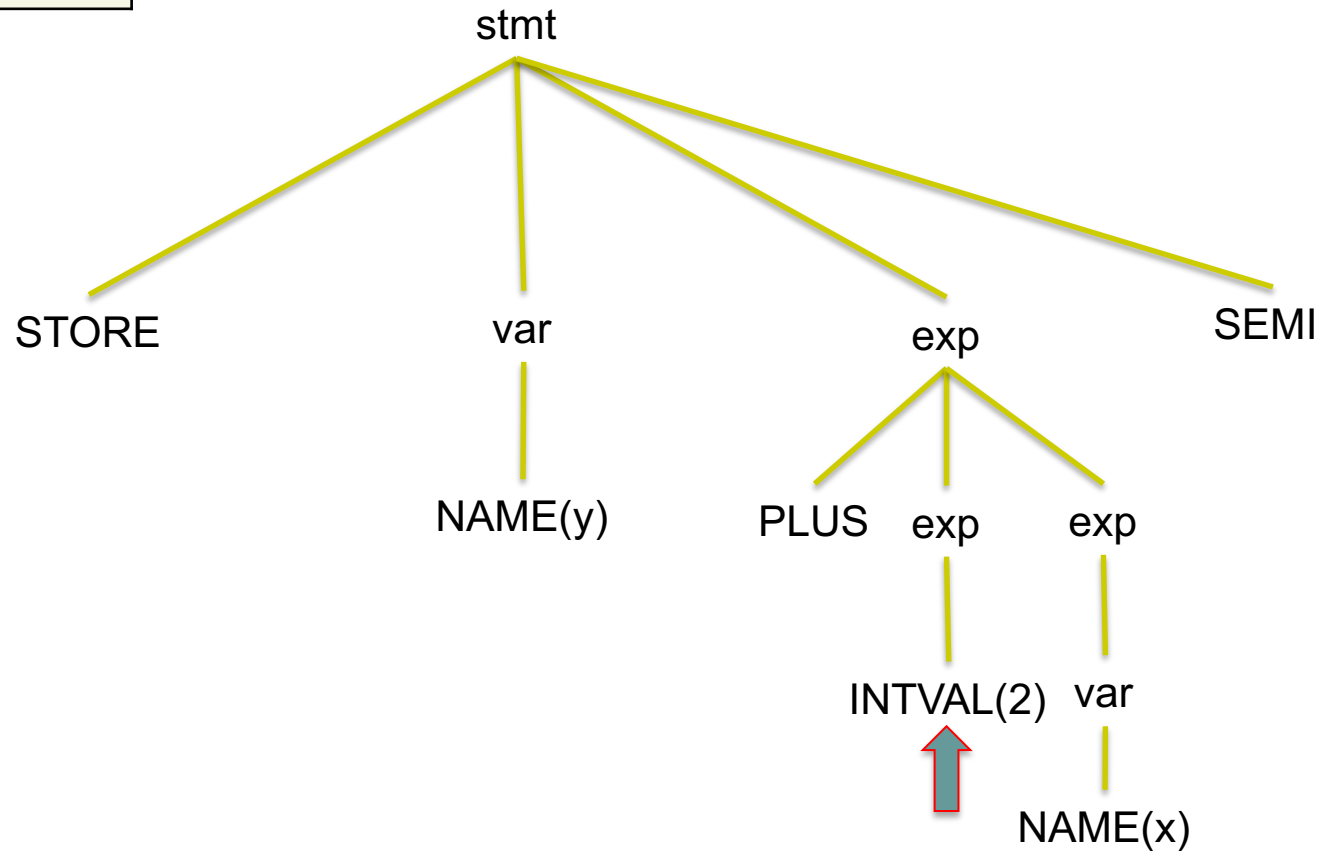 stmt
STORE
var
exp
SEMI
NAME(y)
PLUS
exp
exp
INTVAL(2)
var
NAME(x)